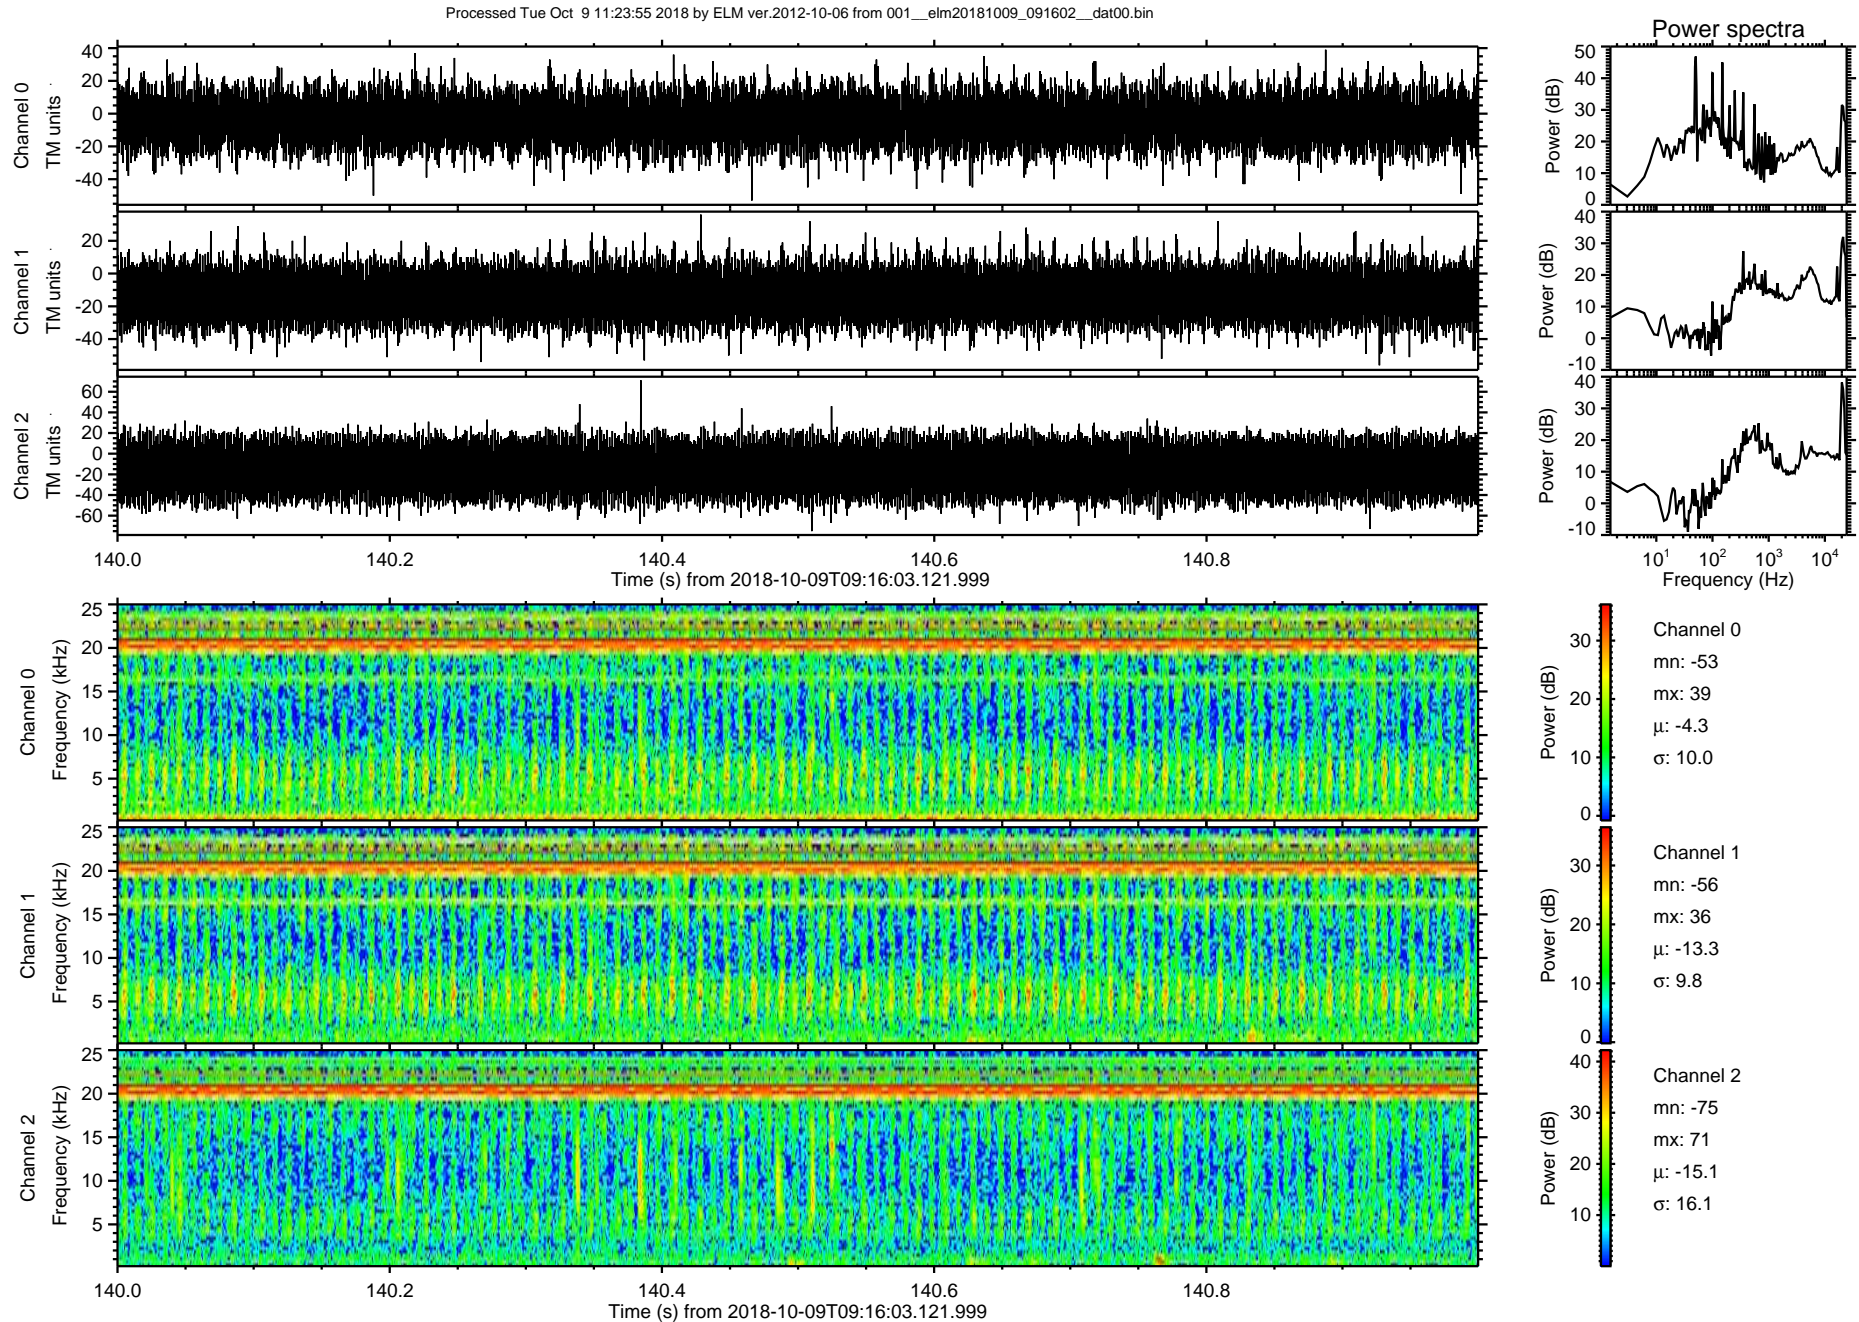 Processed Tue Oct  9 11:23:55 2018 by ELM ver.2012-10-06 from 001__elm20181009_091602__dat00.bin
Power spectra
Channel 0
TM units
40
20
0
-20
-40
Power (dB)
50
40
30
20
10
0
Channel 1
TM units
20
0
-20
-40
Power (dB)
40
30
20
10
0
-10
Channel 2
TM units
60
40
20
0
-20
-40
-60
Power (dB)
40
30
20
10
0
-10
140.0 140.2 140.4 140.6 140.8
Time (s) from 2018-10-09T09:16:03.121.999
10¹ 10² 10³ 10⁴
Frequency (Hz)
Channel 0
Frequency (kHz)
25
20
15
10
5
Power (dB)
30
20
10
0
Channel 0
mn: -53
mx: 39
μ: -4.3
σ: 10.0
Channel 1
Frequency (kHz)
25
20
15
10
5
Power (dB)
30
20
10
0
Channel 1
mn: -56
mx: 36
μ: -13.3
σ: 9.8
Channel 2
Frequency (kHz)
25
20
15
10
5
Power (dB)
40
30
20
10
Channel 2
mn: -75
mx: 71
μ: -15.1
σ: 16.1
140.0 140.2 140.4 140.6 140.8
Time (s) from 2018-10-09T09:16:03.121.999